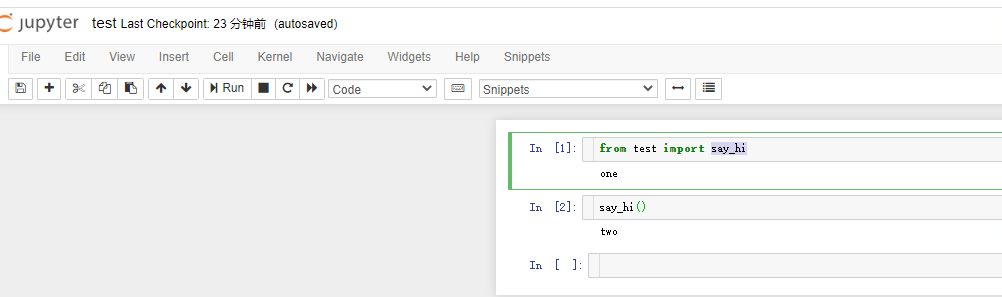 jupyter test Last Checkpoint: 23 分钟前 (autosaved)
File Edit View Insert Cell Kernel Navigate Widgets Help Snippets
Run Code Snippets
In [1]: from test import say_hi
one
In [2]: say_hi()
two
In [ ]: